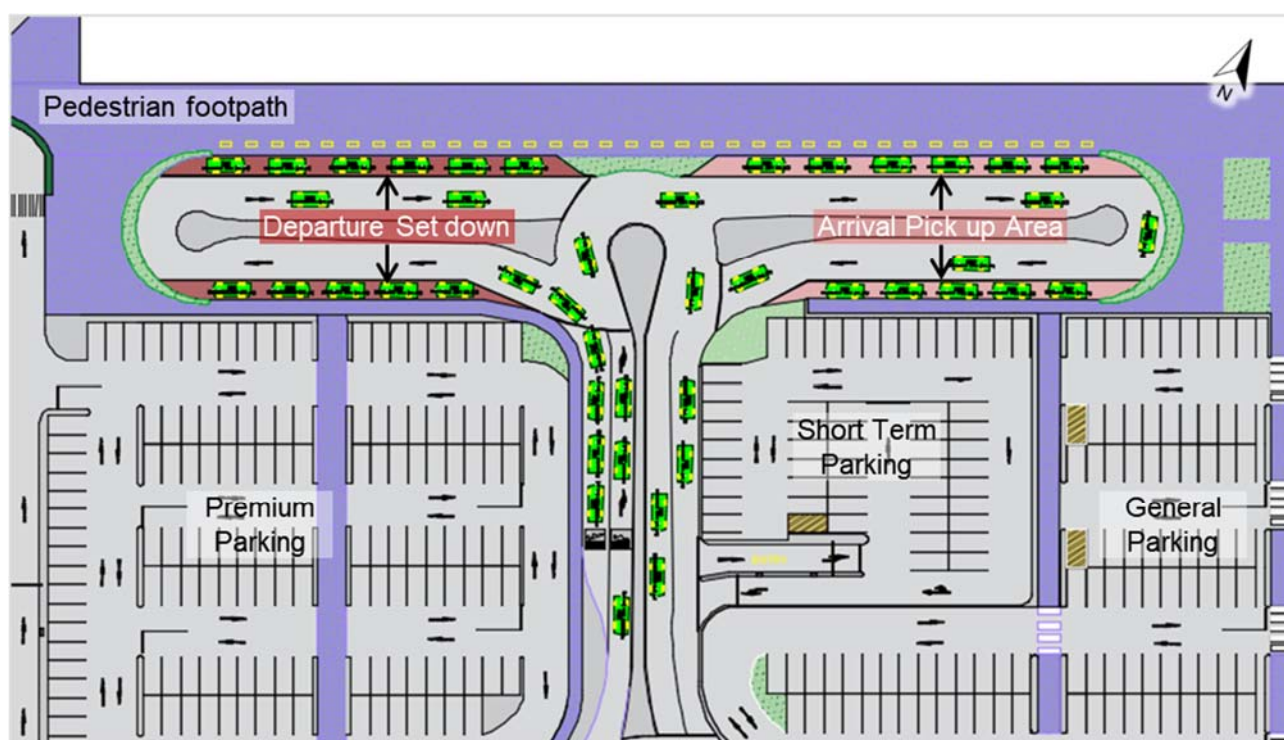 N
Pedestrian footpath
Departure Set down
Arrival Pick up Area
Short Term
Parking
Premium
Parking
General
Parking